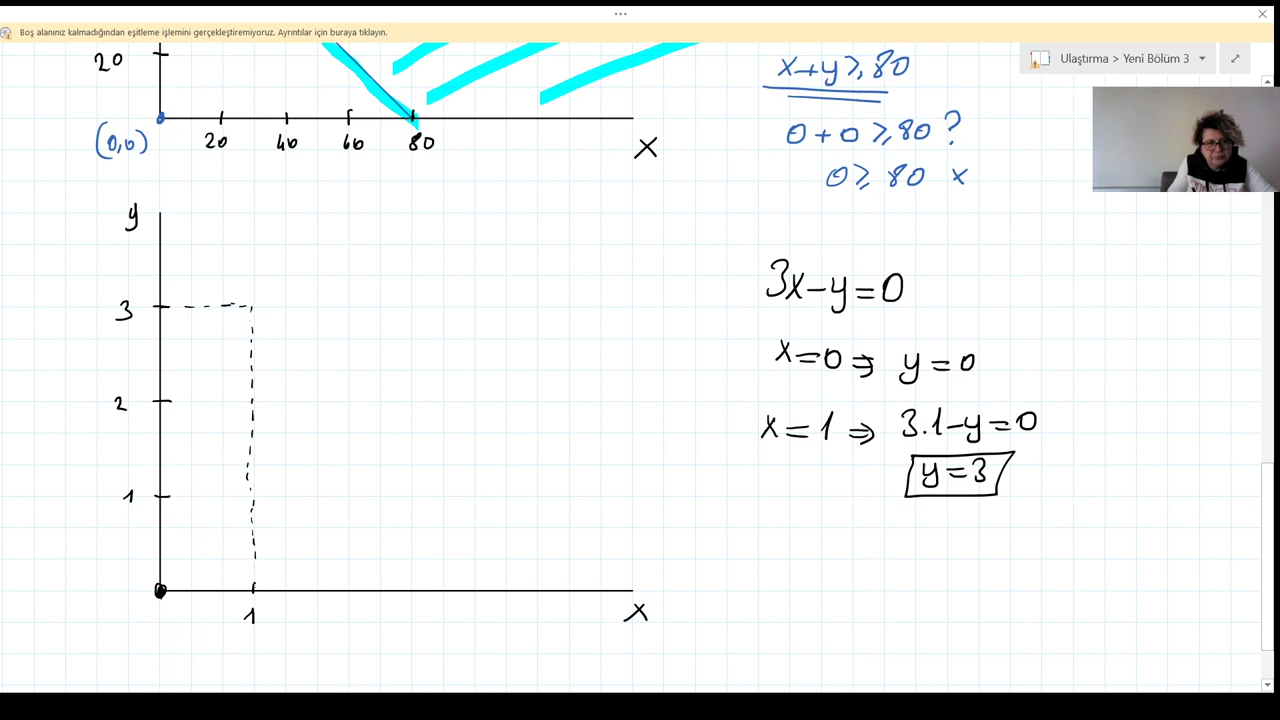 Boş alanınız kalmadığından eşitleme işlemini gerçekleştiremiyoruz. Ayrıntılar için buraya tıklayın.
Ulaştırma > Yeni Bölüm 3
20
(0,0)
20 40 60 80
X
x+y≥80
0+0≥80?
0≥80 x
y
3
2
1
1
X
3x-y=0
x=0⇒ y=0
x=1⇒ 3.1-y=0
y=3